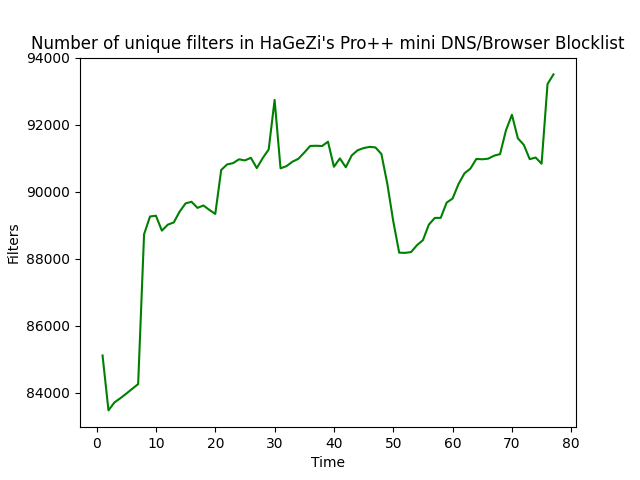 Number of unique filters in HaGeZi's Pro++ mini DNS/Browser Blocklist
94000
92000
90000
88000
86000
84000
Filters
0 10 20 30 40 50 60 70 80
Time